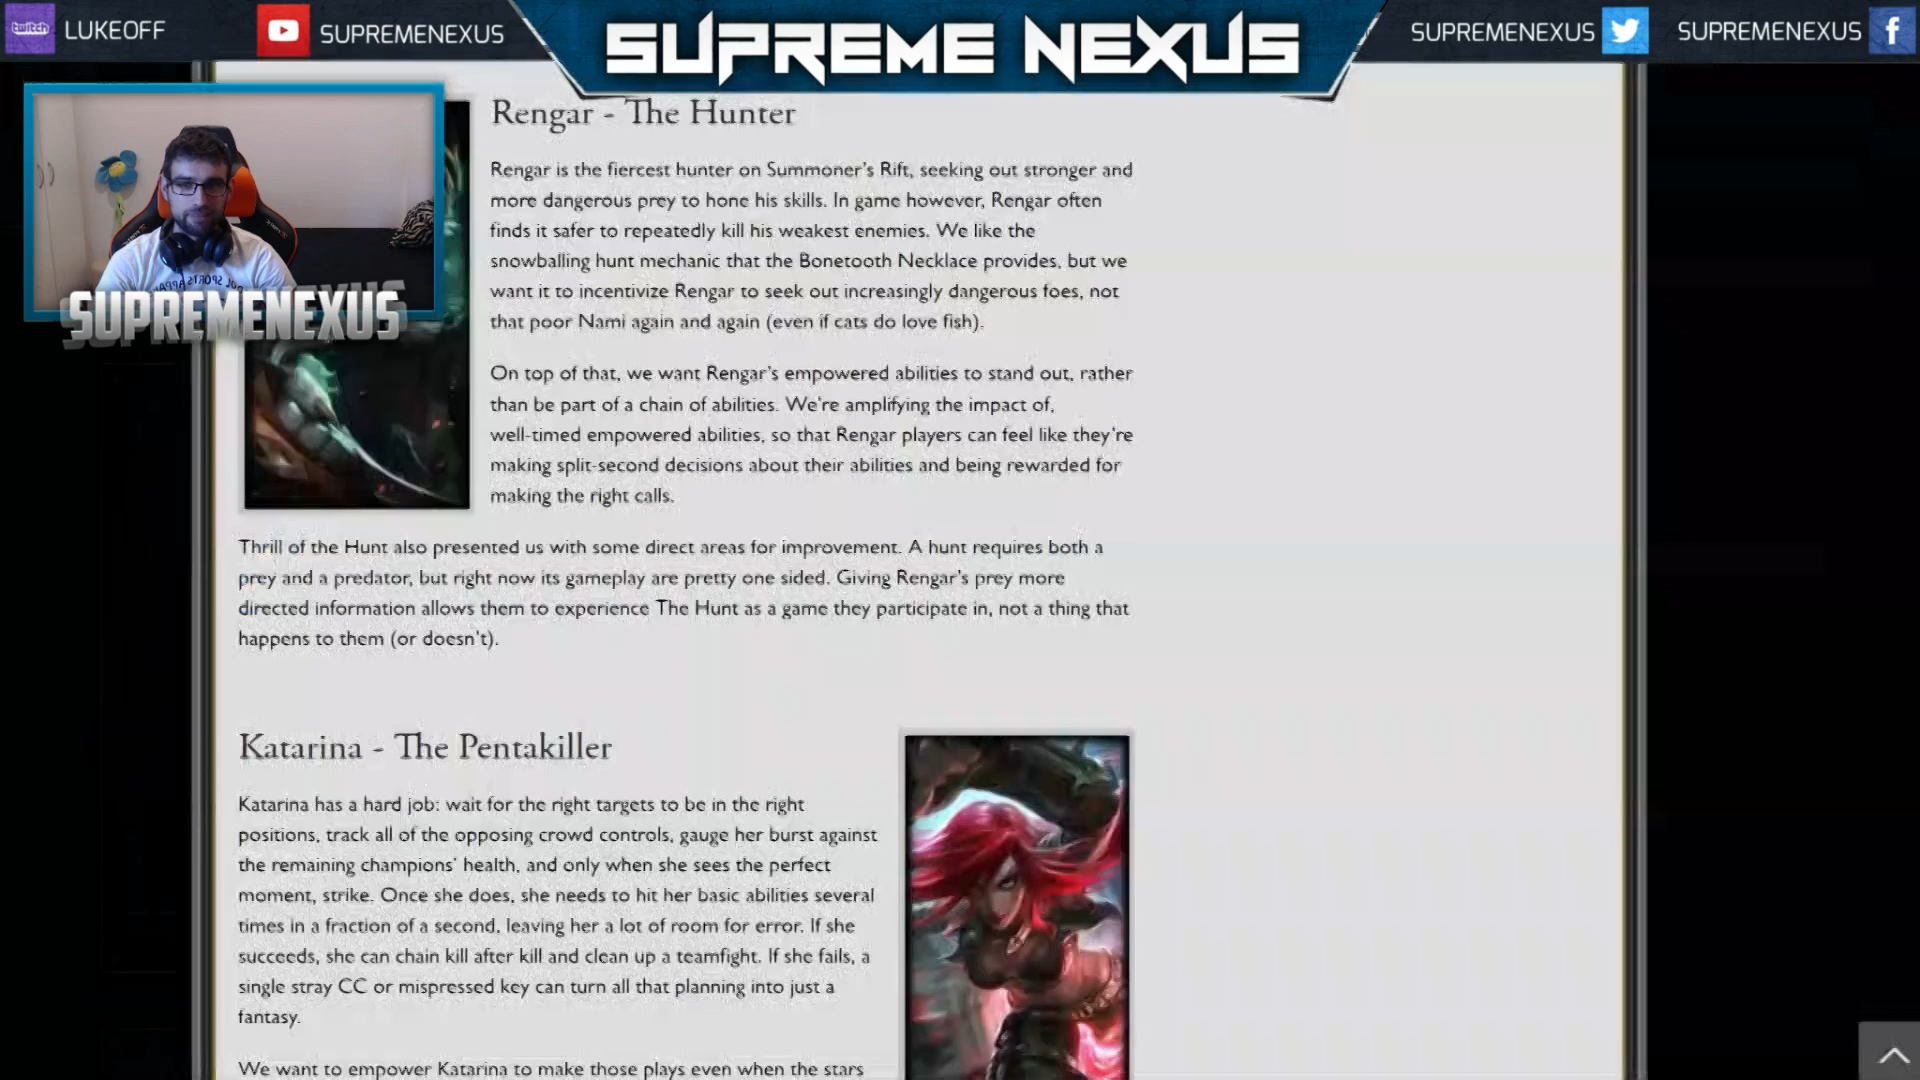 twitch LUKEOFF
SUPREMENEXUS
SUPREME NEXUS
SUPREMENEXUS
SUPREMENEXUS
SUPREMENEXUS
Rengar - The Hunter
Rengar is the fiercest hunter on Summoner's Rift, seeking out stronger and
more dangerous prey to hone his skills. In game however, Rengar often
finds it safer to repeatedly kill his weakest enemies. We like the
snowballing hunt mechanic that the Bonetooth Necklace provides, but we
want it to incentivize Rengar to seek out increasingly dangerous foes, not
that poor Nami again and again (even if cats do love fish).
On top of that, we want Rengar's empowered abilities to stand out, rather
than be part of a chain of abilities. We're amplifying the impact of,
well-timed empowered abilities, so that Rengar players can feel like they're
making split-second decisions about their abilities and being rewarded for
making the right calls.
Thrill of the Hunt also presented us with some direct areas for improvement. A hunt requires both a
prey and a predator, but right now its gameplay are pretty one sided. Giving Rengar's prey more
directed information allows them to experience The Hunt as a game they participate in, not a thing that
happens to them (or doesn't).
Katarina - The Pentakiller
Katarina has a hard job: wait for the right targets to be in the right
positions, track all of the opposing crowd controls, gauge her burst against
the remaining champions' health, and only when she sees the perfect
moment, strike. Once she does, she needs to hit her basic abilities several
times in a fraction of a second, leaving her a lot of room for error. If she
succeeds, she can chain kill after kill and clean up a teamfight. If she fails, a
single stray CC or mispressed key can turn all that planning into just a
fantasy.
We want to empower Katarina to make those plays even when the stars